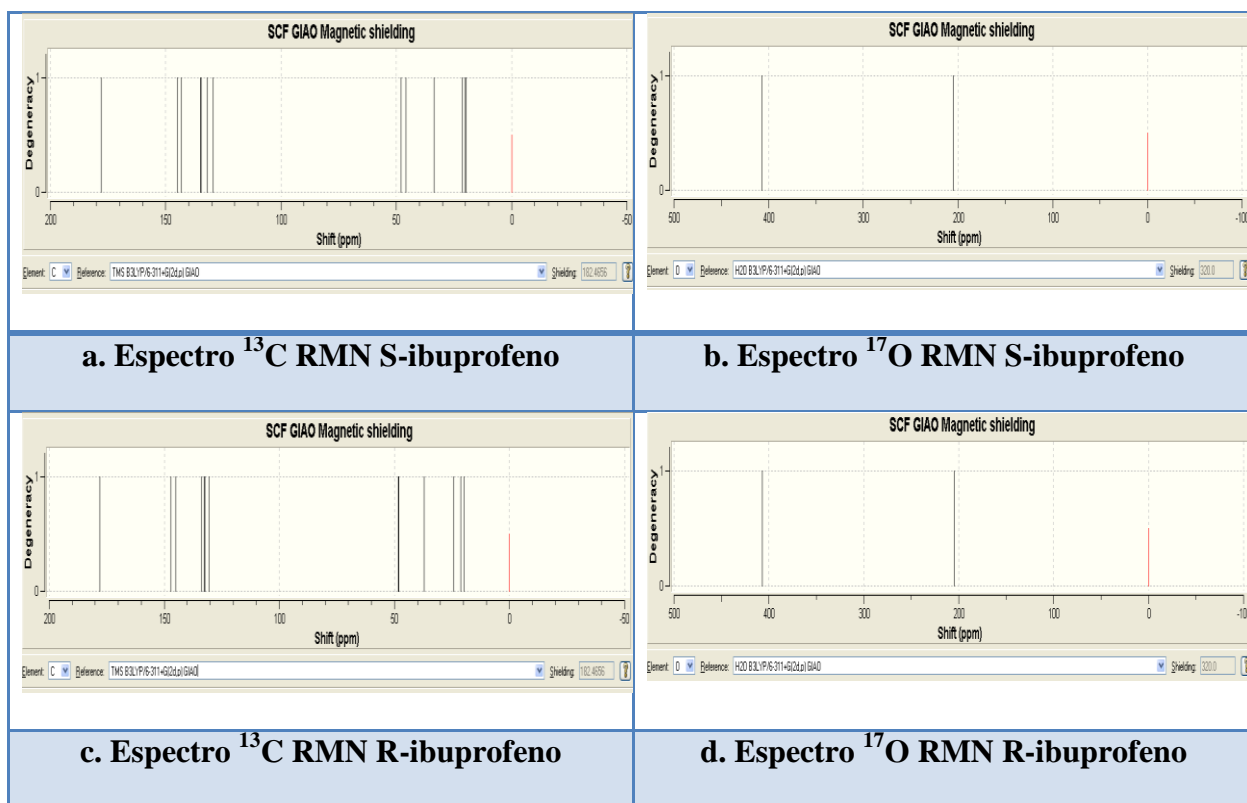 SCF GIAO Magnetic shielding
Degeneracy
1
0
200 150 100 50 0 -50
Shift (ppm)
Element: C Reference: TMS B3LYP/6-311+G(2d,p) GIAO Shielding: 182.4656
a. Espectro 13C RMN S-ibuprofeno
SCF GIAO Magnetic shielding
Degeneracy
1
0
500 400 300 200 100 0 -100
Shift (ppm)
Element: O Reference: H2O B3LYP/6-311+G(2d,p) GIAO Shielding: 320.0
b. Espectro 17O RMN S-ibuprofeno
SCF GIAO Magnetic shielding
Degeneracy
1
0
200 150 100 50 0 -50
Shift (ppm)
Element: C Reference: TMS B3LYP/6-311+G(2d,p) GIAO Shielding: 182.4656
c. Espectro 13C RMN R-ibuprofeno
SCF GIAO Magnetic shielding
Degeneracy
1
0
500 400 300 200 100 0 -10
Shift (ppm)
Element: O Reference: H2O B3LYP/6-311+G(2d,p) GIAO Shielding: 320.0
d. Espectro 17O RMN R-ibuprofeno